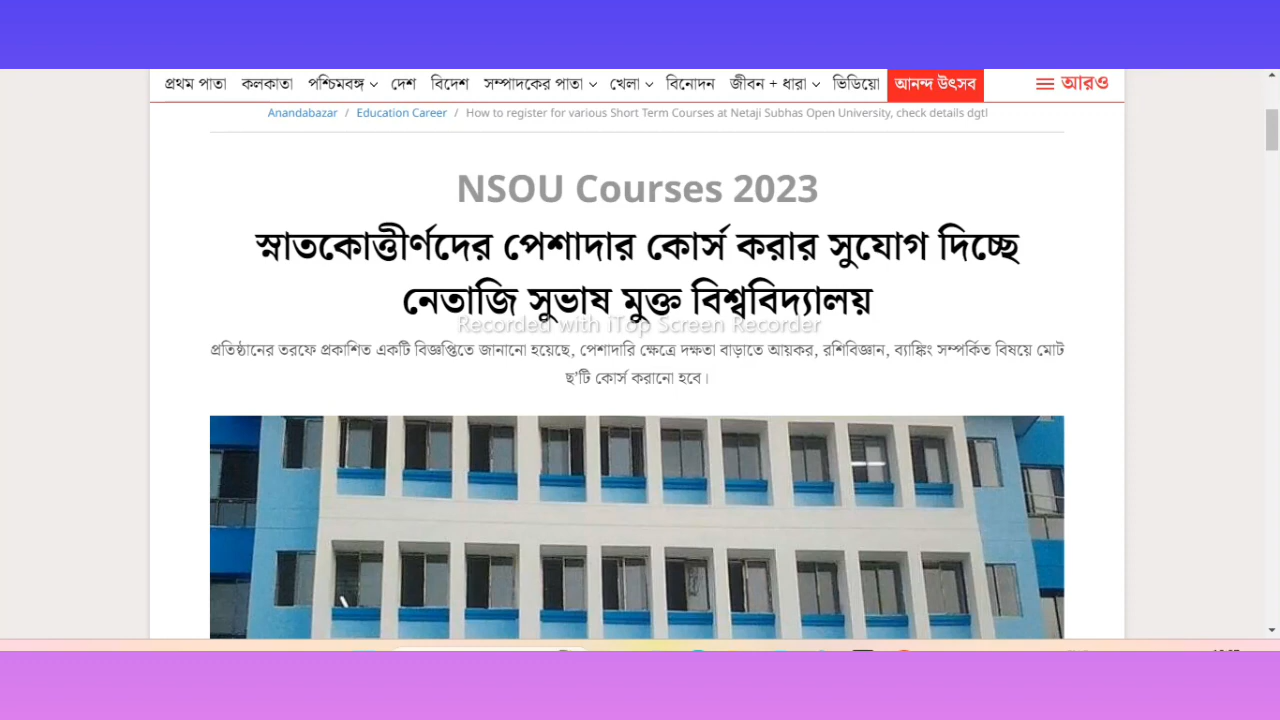 প্রথম পাতা কলকাতা পশ্চিমবঙ্গ দেশ বিদেশ সম্পাদকের পাতা খেলা বিনোদন জীবন + ধারা ভিডিয়ো আনন্দ উৎসব আরও
Anandabazar / Education Career / How to register for various Short Term Courses at Netaji Subhas Open University, check details dgtl
NSOU Courses 2023
স্নাতকোত্তীর্ণদের পেশাদার কোর্স করার সুযোগ দিচ্ছে
নেতাজি সুভাষ মুক্ত বিশ্ববিদ্যালয়
Recorded with iTop Screen Recorder
প্রতিষ্ঠানের তরফে প্রকাশিত একটি বিজ্ঞপ্তিতে জানানো হয়েছে, পেশাদারি ক্ষেত্রে দক্ষতা বাড়াতে আয়কর, রশিবিজ্ঞান, ব্যাঙ্কিং সম্পর্কিত বিষয়ে মোট
ছ’টি কোর্স করানো হবে।